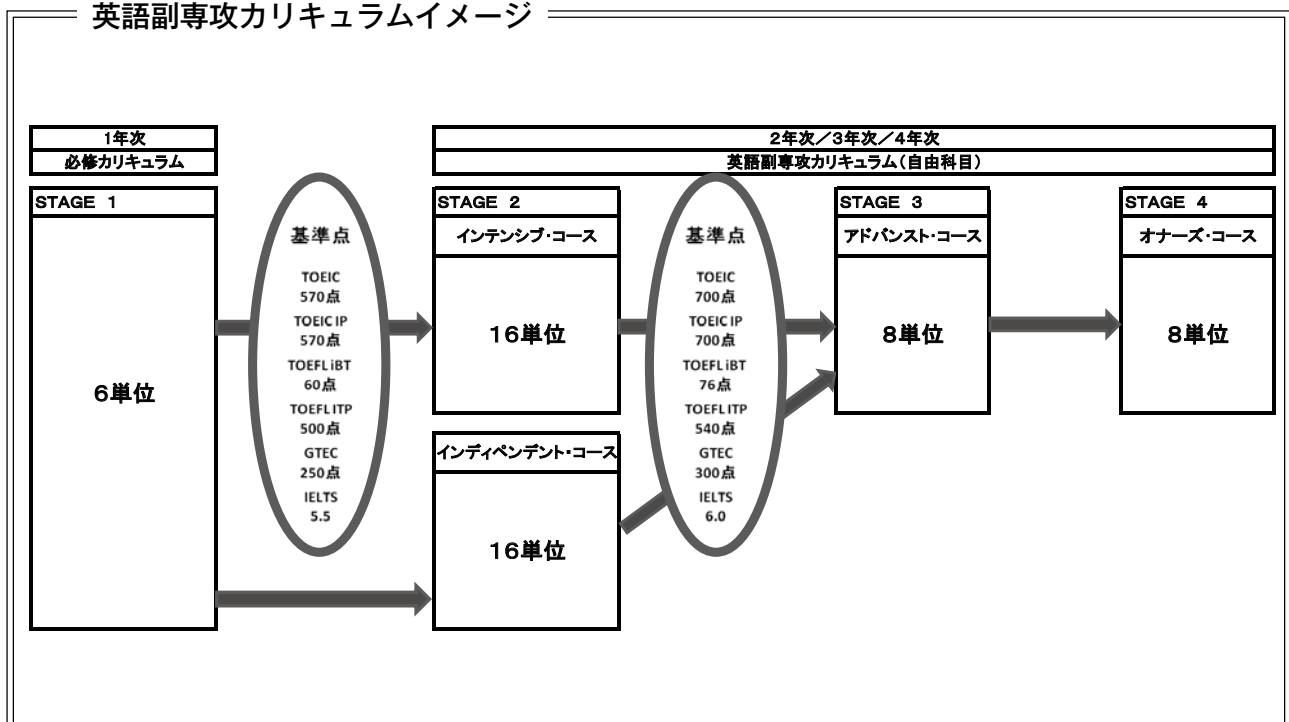 英語副専攻カリキュラムイメージ
1年次
必修カリキュラム
2年次／3年次／4年次
英語副専攻カリキュラム(自由科目)
STAGE 1
6単位
基準点
TOEIC
570点
TOEIC IP
570点
TOEFL iBT
60点
TOEFL ITP
500点
GTEC
250点
IELTS
5.5
STAGE 2
インテンシブ・コース
16単位
インディペンデント・コース
16単位
基準点
TOEIC
700点
TOEIC IP
700点
TOEFL iBT
76点
TOEFL ITP
540点
GTEC
300点
IELTS
6.0
STAGE 3
アドバンスト・コース
8単位
STAGE 4
オナーズ・コース
8単位